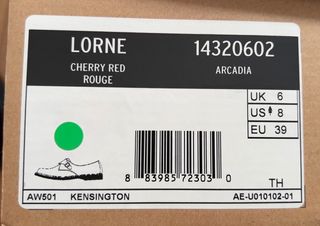 LORNE 14320602
CHERRY RED ARCADIA
ROUGE
UK 6
US 8
EU 39
8 83985 72303 0
TH
AW501 KENSINGTON AE-U010102-01